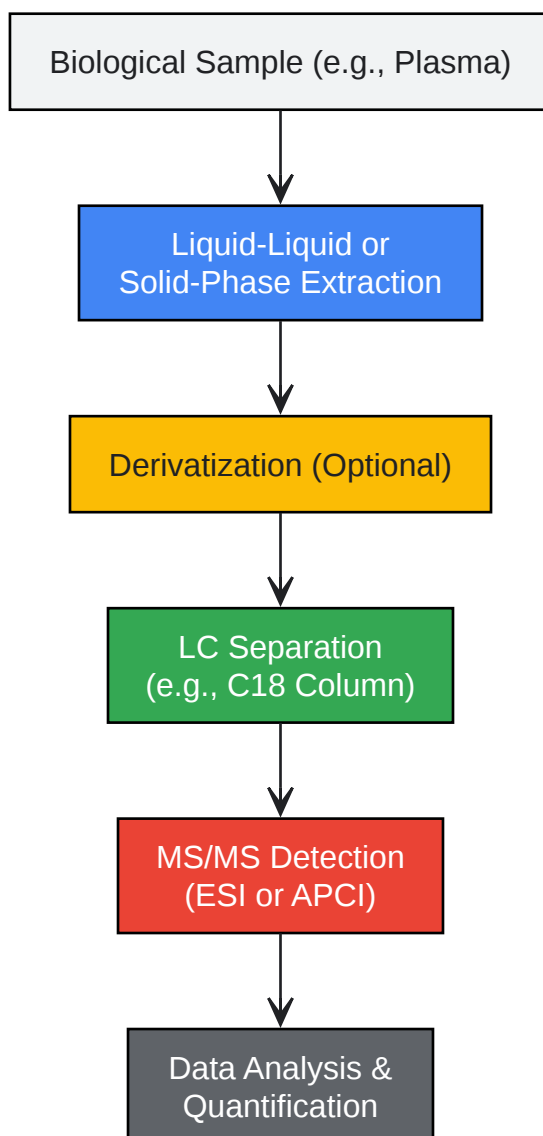 Biological Sample (e.g., Plasma)
Liquid-Liquid or
Solid-Phase Extraction
Derivatization (Optional)
LC Separation
(e.g., C18 Column)
MS/MS Detection
(ESI or APCI)
Data Analysis &
Quantification